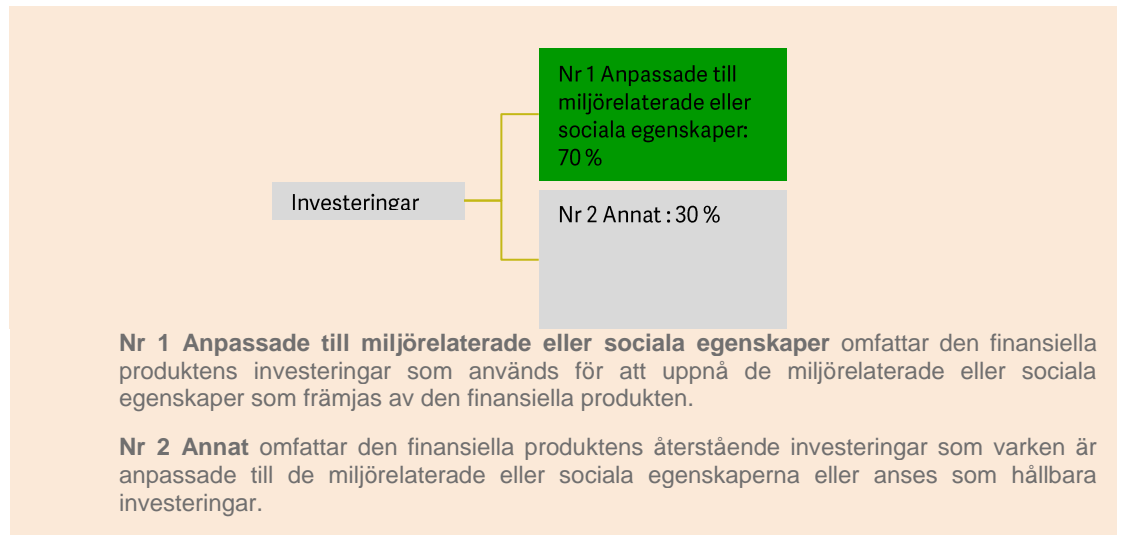 Nr 1 Anpassade till
miljörelaterade eller
sociala egenskaper:
70 %
Investeringar
Nr 2 Annat : 30 %
Nr 1 Anpassade till miljörelaterade eller sociala egenskaper omfattar den finansiella
produktens investeringar som används för att uppnå de miljörelaterade eller sociala
egenskaper som främjas av den finansiella produkten.
Nr 2 Annat omfattar den finansiella produktens återstående investeringar som varken är
anpassade till de miljörelaterade eller sociala egenskaperna eller anses som hållbara
investeringar.